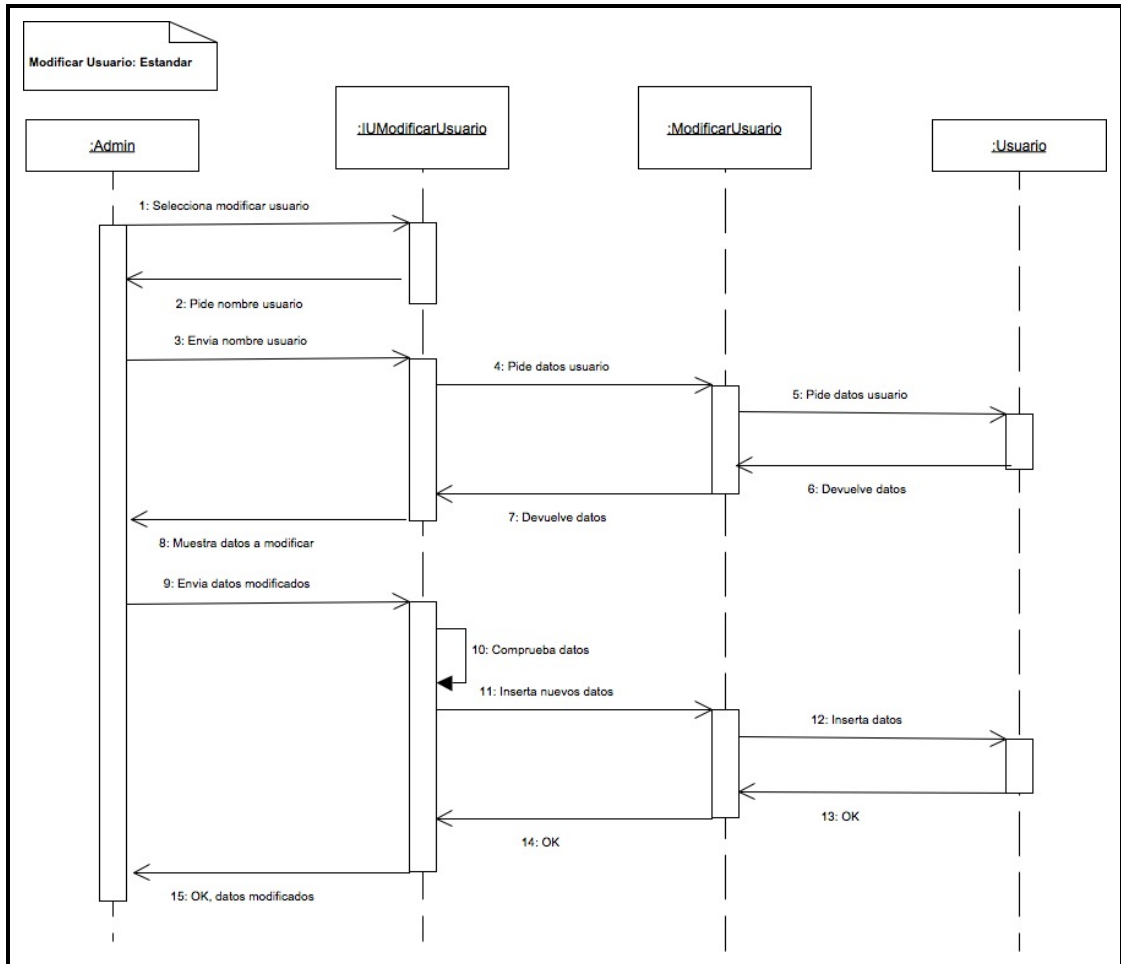 Modificar Usuario: Estandar
:Admin
:IUModificarUsuario
:ModificarUsuario
:Usuario
1: Selecciona modificar usuario
2: Pide nombre usuario
3: Envia nombre usuario
4: Pide datos usuario
5: Pide datos usuario
6: Devuelve datos
7: Devuelve datos
8: Muestra datos a modificar
9: Envia datos modificados
10: Comprueba datos
11: Inserta nuevos datos
12: Inserta datos
13: OK
14: OK
15: OK, datos modificados